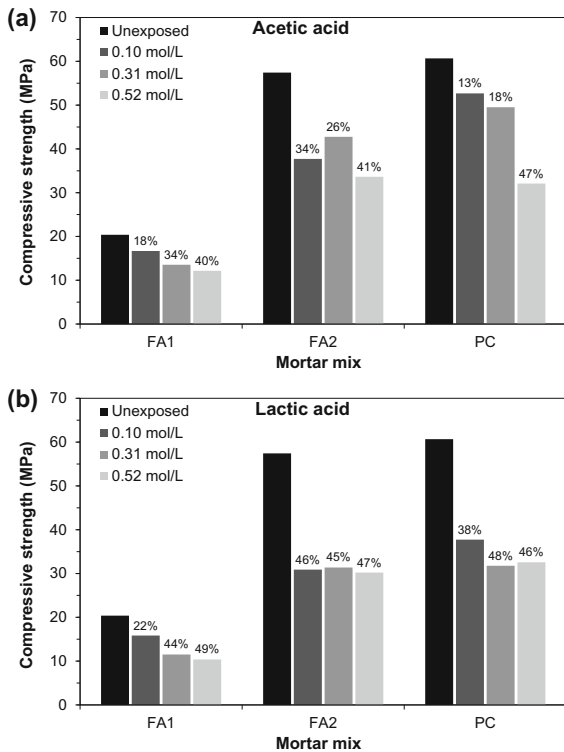 (a)
Acetic acid
Unexposed
0.10 mol/L
0.31 mol/L
0.52 mol/L
Compressive strength (MPa)
70
60
50
40
30
20
10
0
18%
34%
40%
34%
26%
41%
13%
18%
47%
FA1 FA2 PC
Mortar mix
(b)
Lactic acid
Unexposed
0.10 mol/L
0.31 mol/L
0.52 mol/L
Compressive strength (MPa)
70
60
50
40
30
20
10
0
22%
44%
49%
46%
45%
47%
38%
48%
46%
FA1 FA2 PC
Mortar mix